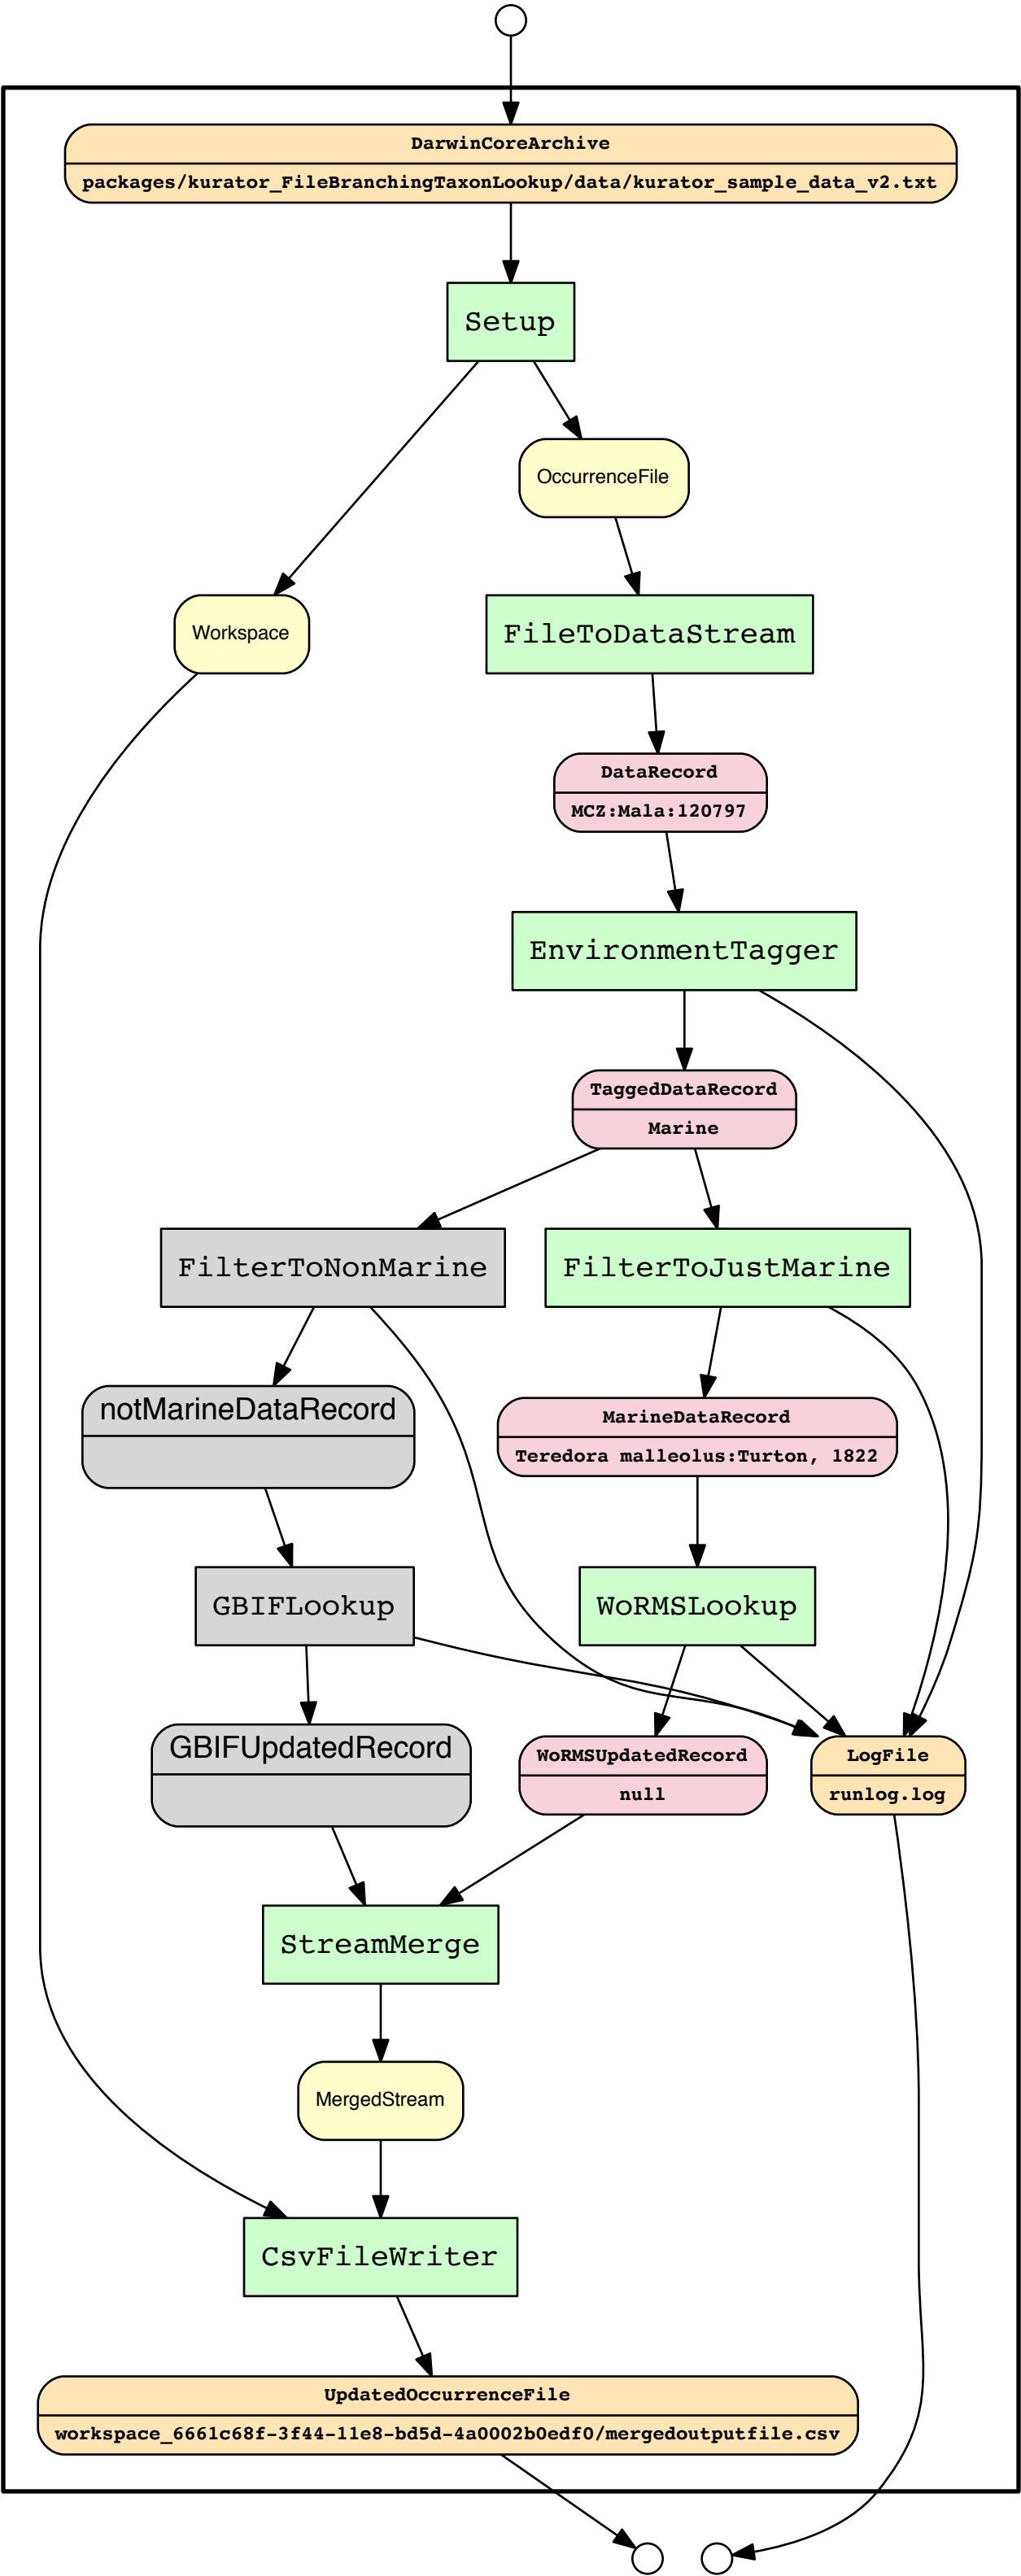 DarwinCoreArchive
packages/kurator_FileBranchingTaxonLookup/data/kurator_sample_data_v2.txt
Setup
OccurrenceFile
Workspace
FileToDataStream
DataRecord
MCZ:Mala:120797
EnvironmentTagger
TaggedDataRecord
Marine
FilterToNonMarine
FilterToJustMarine
notMarineDataRecord
MarineDataRecord
Teredora malleolus:Turton, 1822
GBIFLookup
WoRMSLookup
GBIFUpdatedRecord
WoRMSUpdatedRecord
null
LogFile
runlog.log
StreamMerge
MergedStream
CsvFileWriter
UpdatedOccurrenceFile
workspace_6661c68f-3f44-11e8-bd5d-4a0002b0edf0/mergedoutputfile.csv